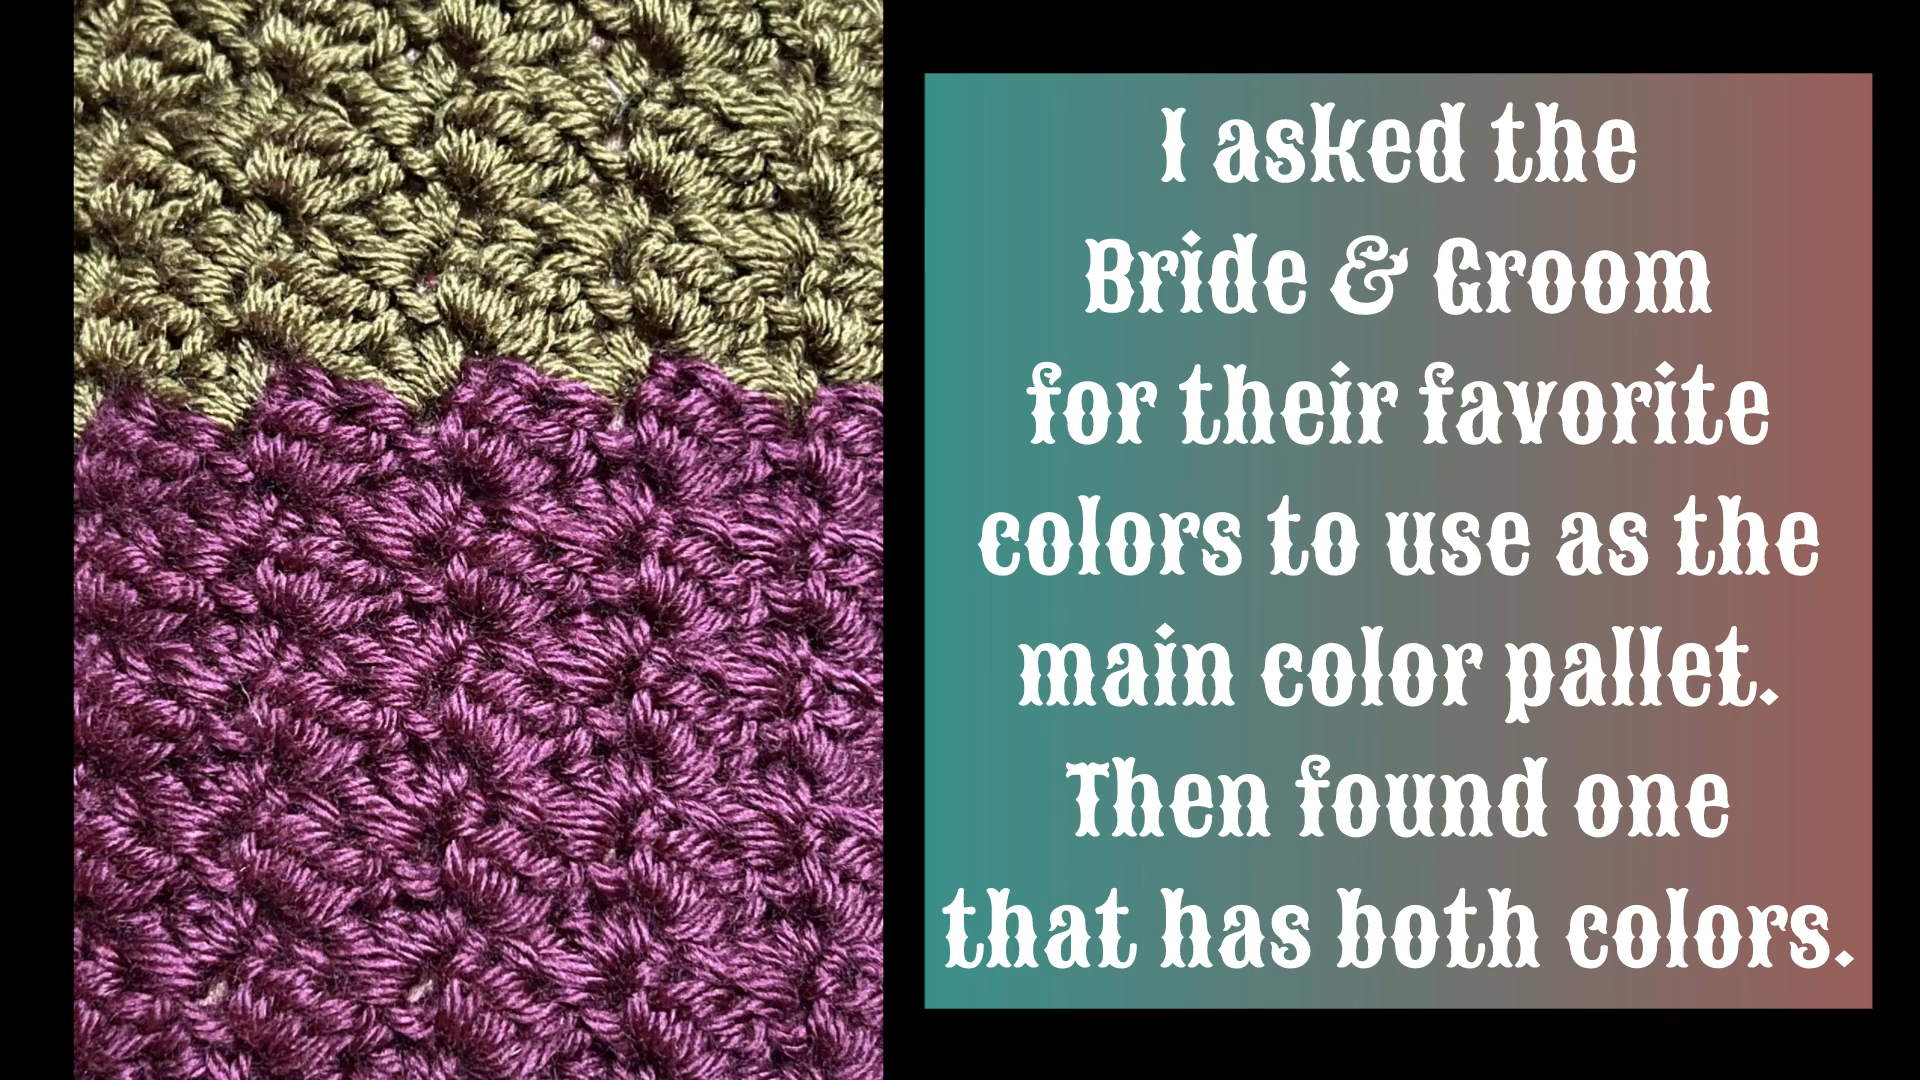 I asked the
Bride & Groom
for their favorite
colors to use as the
main color pallet.
Then found one
that has both colors.